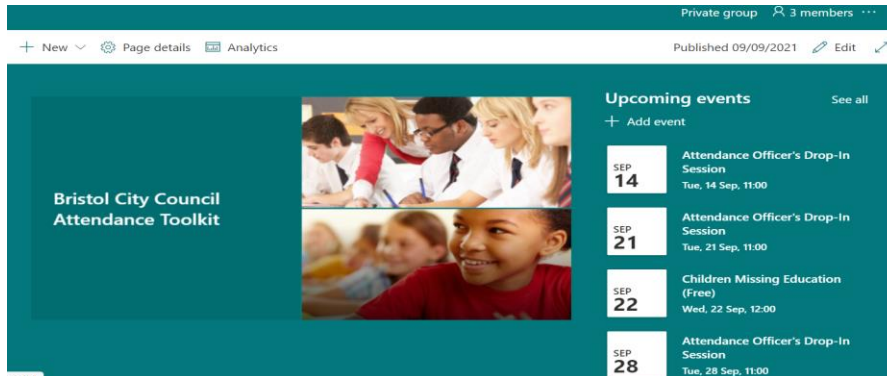 Private group 3 members ...
+ New Page details Analytics
Published 09/09/2021 Edit
Bristol City Council
Attendance Toolkit
Upcoming events See all
+ Add event
SEP
14
Attendance Officer's Drop-In
Session
Tue, 14 Sep, 11:00
SEP
21
Attendance Officer's Drop-In
Session
Tue, 21 Sep, 11:00
SEP
22
Children Missing Education
(Free)
Wed, 22 Sep, 12:00
SEP
28
Attendance Officer's Drop-In
Session
Tue, 28 Sep, 11:00